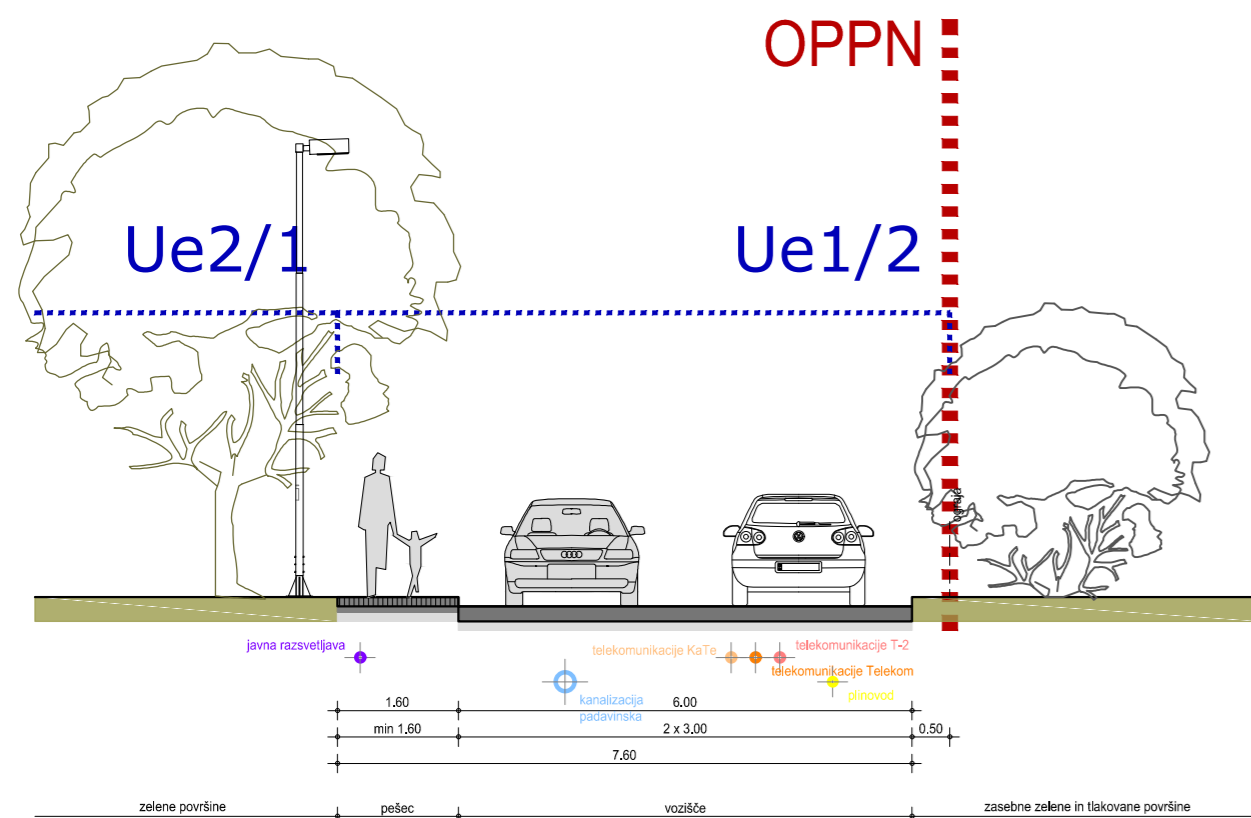 OPPN
Ue2/1
Ue1/2
ograja
javna razsvetljava
telekomunikacije KaTe
telekomunikacije T-2
telekomunikacije Telekom
kanalizacija
padavinska
plinovod
1.60
6.00
min 1.60
2 x 3.00
0.50
7.60
zelene površine
pešec
vozišče
zasebne zelene in tlakovane površine